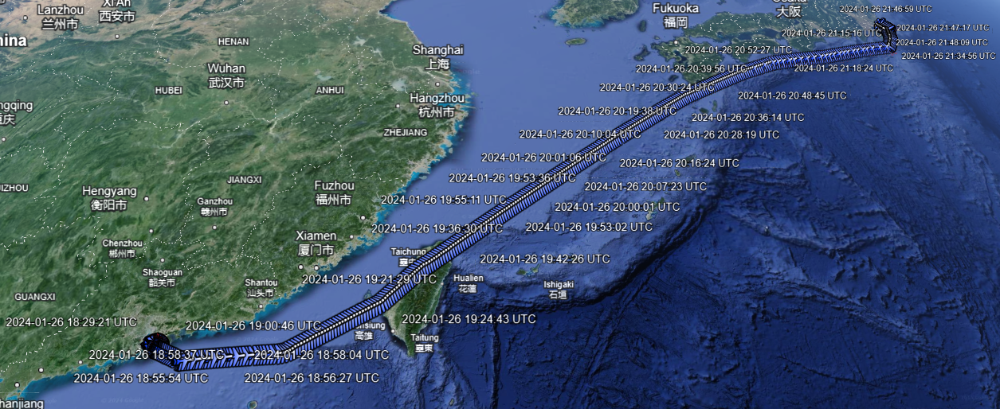 Lanzhou
兰州市
Xi'An
西安市
Fukuoka
福岡
大阪
2024-01-26 21:46:59 UTC
2024-01-26 21:47:17 UTC
2024-01-26 21:15:16 UTC
2024-01-26 21:48:09 UTC
2024-01-26 21:34:56 UTC
ina
HENAN
Shanghai
上海
2024-01-26 20:52:27 UTC
2024-01-26 20:39:56 UTC
2024-01-26 21:18:24 UTC
Wuhan
武汉市
HUBEI
ANHUI
2024-01-26 20:30:24 UTC
2024-01-26 20:48:45 UTC
Hangzhou
杭州市
2024-01-26 20:19:38 UTC
2024-01-26 20:36:14 UTC
ZHEJIANG
2024-01-26 20:10:04 UTC
2024-01-26 20:28:19 UTC
2024-01-26 20:01:06 UTC
2024-01-26 20:16:24 UTC
JIANGXI
2024-01-26 19:53:36 UTC
2024-01-26 20:07:23 UTC
Hengyang
衡阳市
Ganzhou
赣州市
Fuzhou
福州市
2024-01-26 19:55:11 UTC
2024-01-26 20:00:01 UTC
2024-01-26 19:36:30 UTC
2024-01-26 19:53:02 UTC
Chenzhou
郴州市
Xiamen
厦门市
Taichung
2024-01-26 19:42:26 UTC
Shaoguan
韶关市
Shantou
汕头市
2024-01-26 19:21:29 UTC
Hualien
花蓮
Ishigaki
石垣
GUANGXI
2024-01-26 18:29:21 UTC
2024-01-26 19:00:46 UTC
2024-01-26 19:24:43 UTC
高雄
Taitung
臺東
2024-01-26 18:58:37 UTC
2024-01-26 18:58:04 UTC
2024-01-26 18:55:54 UTC
2024-01-26 18:56:27 UTC
hanjiang